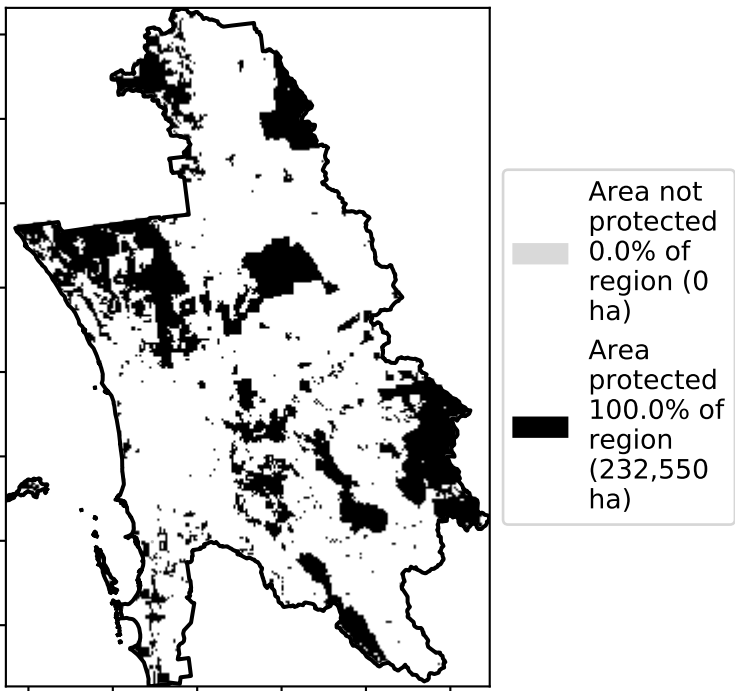 Area not
protected
0.0% of
region (0
ha)
Area
protected
100.0% of
region
(232,550
ha)